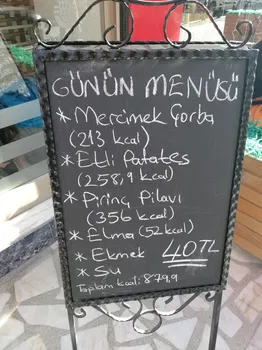 GÜNÜN MENÜSÜ
* Mercimek Çorba
(213 kcal)
* Etli Patates
(258,9 kcal)
* Pirinç Pilavı
(356 kcal)
* Elma (52 kcal)
* Ekmek 40TL
* Su
Toplam kcal: 879.9